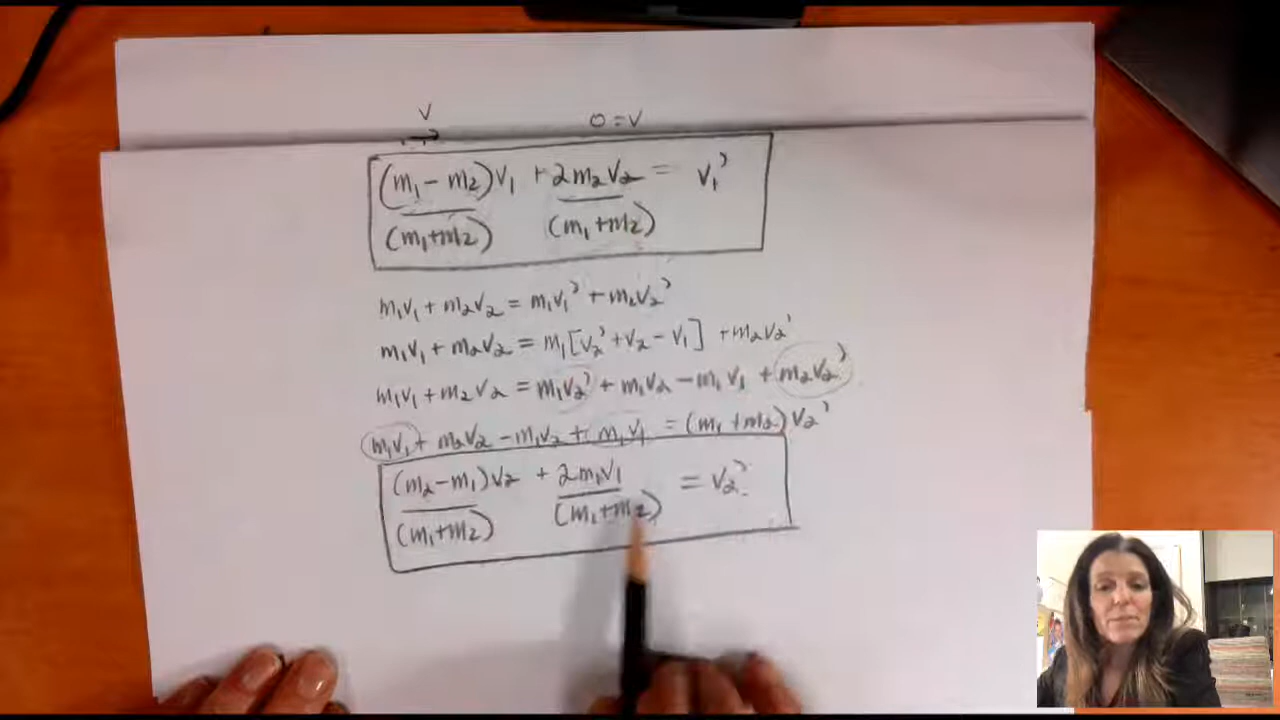 V
0 = V
(m₁ - m₂)v₁ + 2m₂v₂ = v₁'
(m₁+m₂) (m₁+m₂)
m₁v₁ + m₂v₂ = m₁v₁' + m₂v₂'
m₁v₁ + m₂v₂ = m₁[v₂' + v₂ - v₁] + m₂v₂'
m₁v₁ + m₂v₂ = m₁v₂' + m₁v₂ - m₁v₁ + m₂v₂'
m₁v₁ + m₂v₂ - m₁v₂ + m₁v₁ = (m₁ + m₂)v₂'
(m₂ - m₁)v₂ + 2m₁v₁ = v₂'
(m₁+m₂) (m₁+m₂)